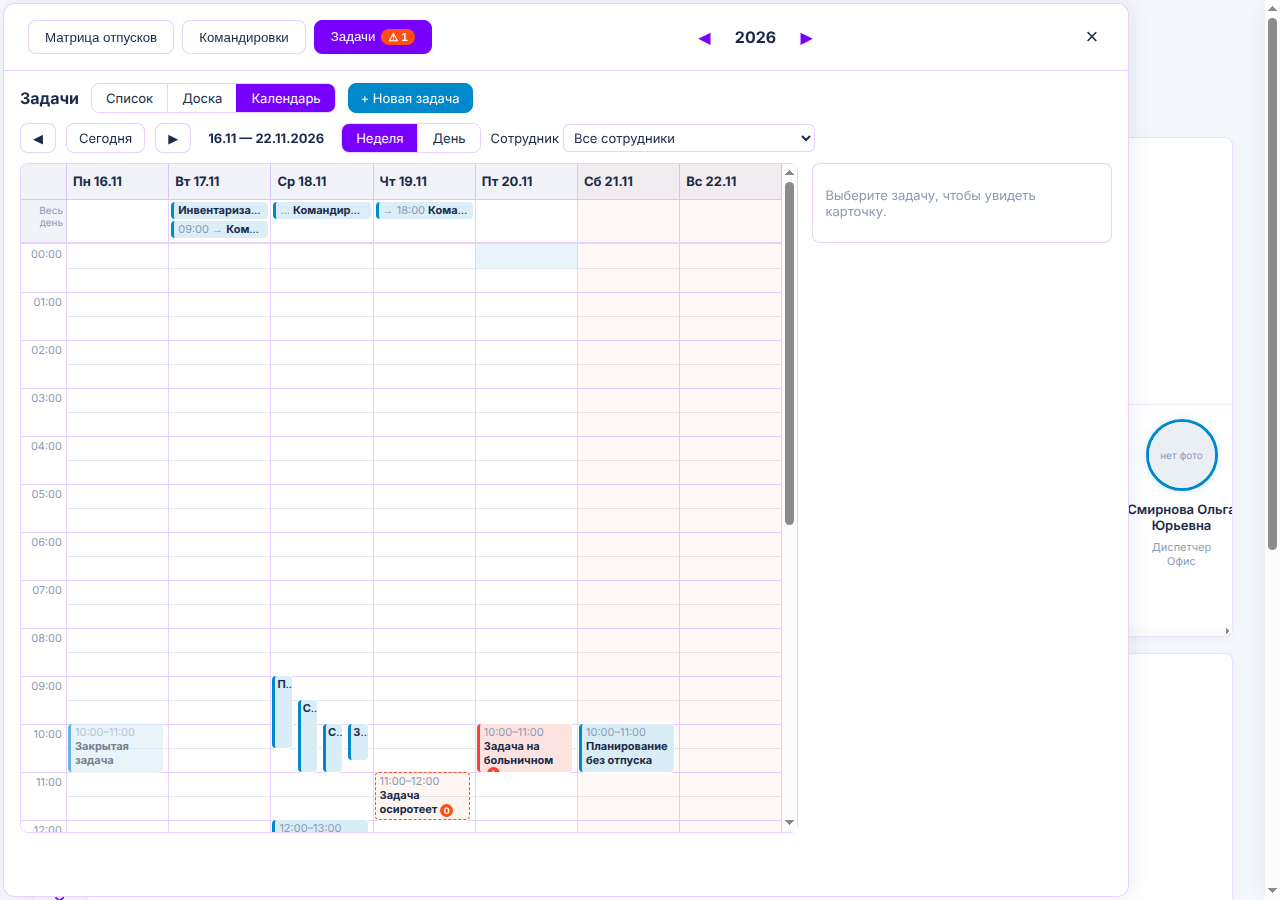 Матрица отпусков
Командировки
Задачи ⚠ 1
◀ 2026 ▶
×
Задачи
Список
Доска
Календарь
+ Новая задача
◀
Сегодня
▶
16.11 — 22.11.2026
Неделя
День
Сотрудник
Все сотрудники
Пн 16.11
Вт 17.11
Ср 18.11
Чт 19.11
Пт 20.11
Сб 21.11
Вс 22.11
Весь
день
Инвентариза...
09:00 → Ком...
... Командир...
→ 18:00 Кома...
00:00
01:00
02:00
03:00
04:00
05:00
06:00
07:00
08:00
09:00
10:00
11:00
12:00
10:00–11:00
Закрытая
задача
П...
С...
С...
З...
12:00–13:00
11:00–12:00
Задача
осиротеет 0
10:00–11:00
Задача на
больничном
10:00–11:00
Планирование
без отпуска
Выберите задачу, чтобы увидеть
карточку.
нет фото
Смирнова Ольга
Юрьевна
Диспетчер
Офис